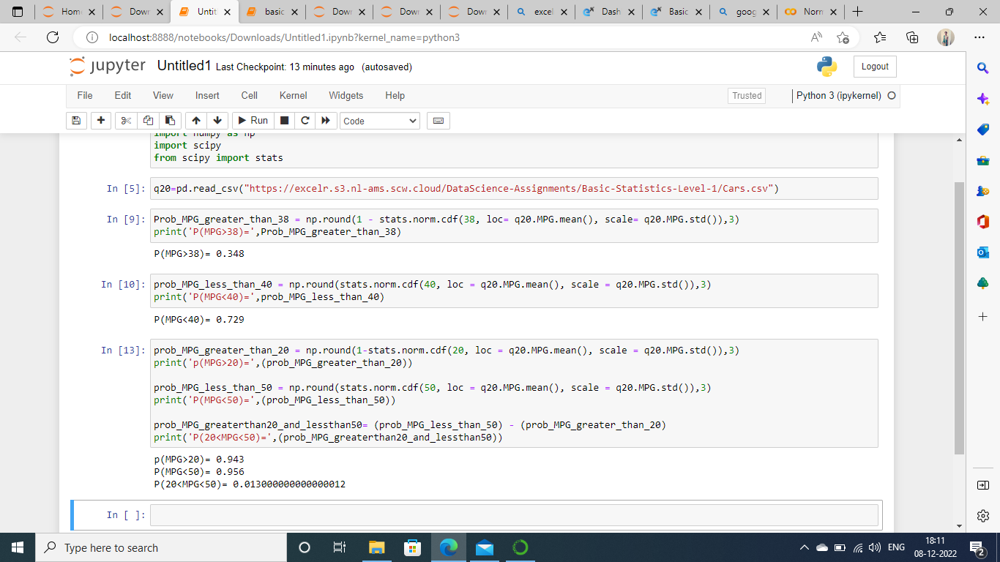 Home
Down
Untit
basic
Down
Down
Down
excel
Dash
Basic
goog
Norm
localhost:8888/notebooks/Downloads/Untitled1.ipynb?kernel_name=python3
jupyter Untitled1 Last Checkpoint: 13 minutes ago (autosaved)
Logout
File Edit View Insert Cell Kernel Widgets Help
Trusted
Python 3 (ipykernel)
Run
Code
import numpy as np
import scipy
from scipy import stats
In [5]: q20=pd.read_csv("https://excelr.s3.nl-ams.scw.cloud/DataScience-Assignments/Basic-Statistics-Level-1/Cars.csv")
In [9]: Prob_MPG_greater_than_38 = np.round(1 - stats.norm.cdf(38, loc= q20.MPG.mean(), scale= q20.MPG.std()),3)
print('P(MPG>38)=',Prob_MPG_greater_than_38)
P(MPG>38)= 0.348
In [10]: prob_MPG_less_than_40 = np.round(stats.norm.cdf(40, loc = q20.MPG.mean(), scale = q20.MPG.std()),3)
print('P(MPG<40)=',prob_MPG_less_than_40)
P(MPG<40)= 0.729
In [13]: prob_MPG_greater_than_20 = np.round(1-stats.norm.cdf(20, loc = q20.MPG.mean(), scale = q20.MPG.std()),3)
print('p(MPG>20)=',(prob_MPG_greater_than_20))
prob_MPG_less_than_50 = np.round(stats.norm.cdf(50, loc = q20.MPG.mean(), scale = q20.MPG.std()),3)
print('P(MPG<50)=',(prob_MPG_less_than_50))
prob_MPG_greaterthan20_and_lessthan50= (prob_MPG_less_than_50) - (prob_MPG_greater_than_20)
print('P(20<MPG<50)=',(prob_MPG_greaterthan20_and_lessthan50))
p(MPG>20)= 0.943
P(MPG<50)= 0.956
P(20<MPG<50)= 0.013000000000000012
In [ ]:
Type here to search
ENG
18:11
08-12-2022
2